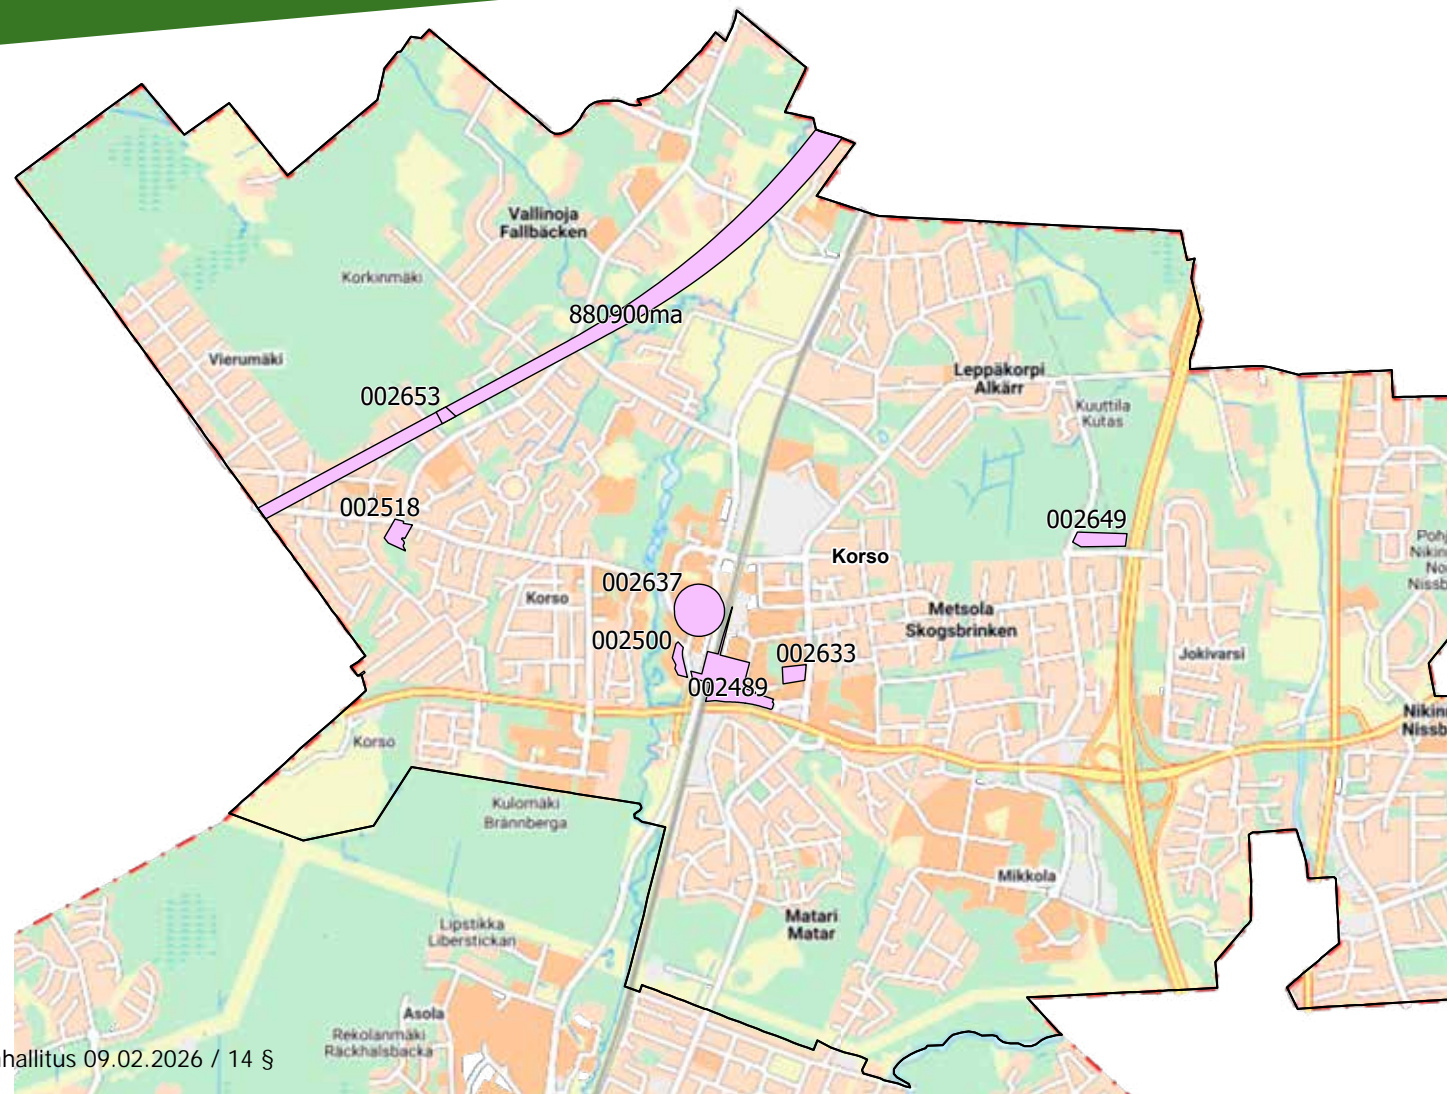 Vallinoja
Fallbäcken
Korkinmäki
880900ma
Vierumäki
Leppäkorpi
Alkärr
002653
Kuuttila
Kutas
002518
002649
Korso
002637
Korso
Metsola
Skogsbrinken
002500
002633
Jokivarsi
002489
Korso
Kulomäki
Brännberga
Mikkola
Matari
Matar
Lipstikka
Liberstickan
Asola
Rekolanmäki
Räckhalsbacka
hallitus 09.02.2026 / 14 §